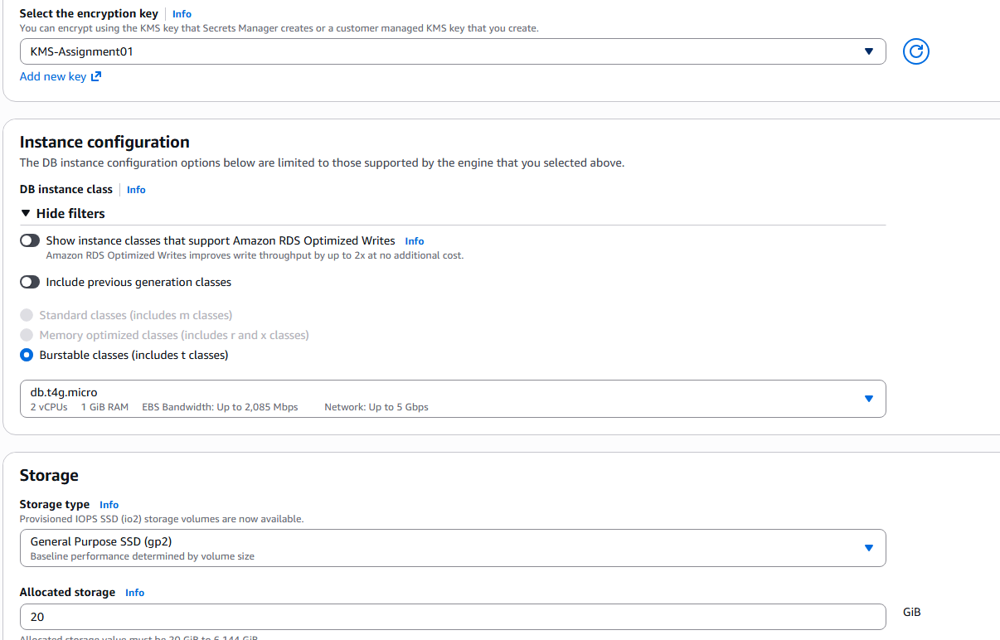 Select the encryption key Info
You can encrypt using the KMS key that Secrets Manager creates or a customer managed KMS key that you create.
KMS-Assignment01
Add new key
Instance configuration
The DB instance configuration options below are limited to those supported by the engine that you selected above.
DB instance class Info
Hide filters
Show instance classes that support Amazon RDS Optimized Writes Info
Amazon RDS Optimized Writes improves write throughput by up to 2x at no additional cost.
Include previous generation classes
Standard classes (includes m classes)
Memory optimized classes (includes r and x classes)
Burstable classes (includes t classes)
db.t4g.micro
2 vCPUs 1 GiB RAM EBS Bandwidth: Up to 2,085 Mbps Network: Up to 5 Gbps
Storage
Storage type Info
Provisioned IOPS SSD (io2) storage volumes are now available.
General Purpose SSD (gp2)
Baseline performance determined by volume size
Allocated storage Info
20 GiB
Allocated storage value must be 20 GiB to 6,144 GiB